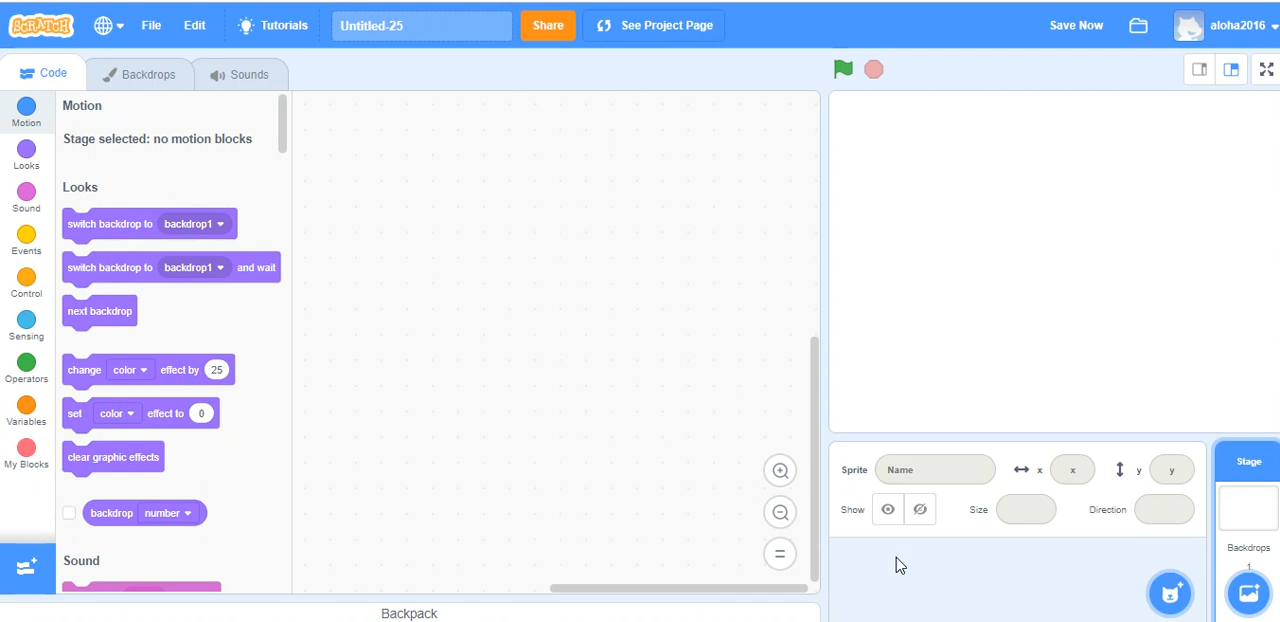 SCRATCH File Edit Tutorials Untitled-25 Share See Project Page Save Now aloha2016
Code Backdrops Sounds
Motion
Looks
Sound
Events
Control
Sensing
Operators
Variables
My Blocks
Motion
Stage selected: no motion blocks
Looks
switch backdrop to backdrop1
switch backdrop to backdrop1 and wait
next backdrop
change color effect by 25
set color effect to 0
clear graphic effects
backdrop number
Sound
Backpack
Sprite Name x x y y
Show Size Direction
Stage
Backdrops
1